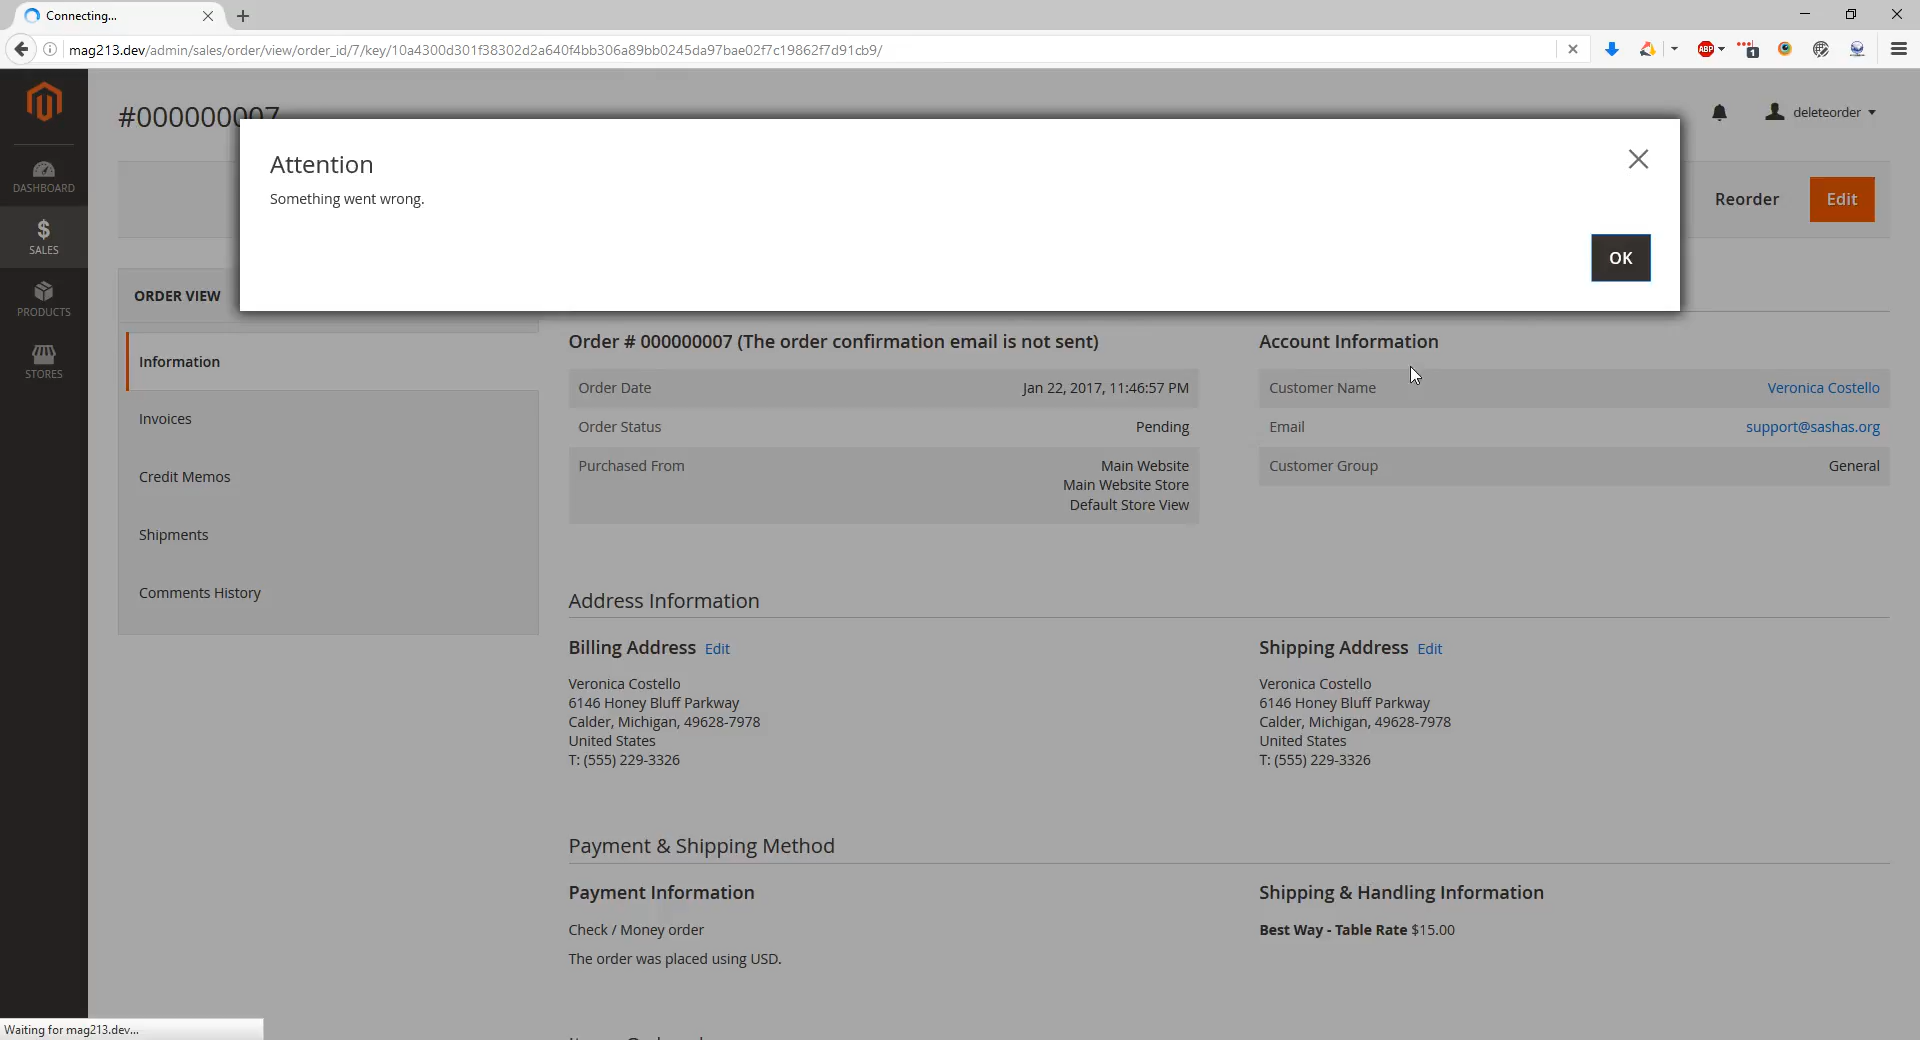 Connecting...
mag213.dev/admin/sales/order/view/order_id/7/key/10a4300d301f38302d2a640f4bb306a89bb0245da97bae02f7c19862f7d91cb9/
ABP
1
#000000007
deleteorder
Attention
Something went wrong.
OK
Reorder
Edit
DASHBOARD
$
SALES
PRODUCTS
STORES
ORDER VIEW
Information
Invoices
Credit Memos
Shipments
Comments History
Order # 000000007 (The order confirmation email is not sent)
Order Date Jan 22, 2017, 11:46:57 PM
Order Status Pending
Purchased From Main Website
Main Website Store
Default Store View
Account Information
Customer Name Veronica Costello
Email support@sashas.org
Customer Group General
Address Information
Billing Address Edit
Veronica Costello
6146 Honey Bluff Parkway
Calder, Michigan, 49628-7978
United States
T: (555) 229-3326
Shipping Address Edit
Veronica Costello
6146 Honey Bluff Parkway
Calder, Michigan, 49628-7978
United States
T: (555) 229-3326
Payment & Shipping Method
Payment Information
Check / Money order
The order was placed using USD.
Shipping & Handling Information
Best Way - Table Rate $15.00
Waiting for mag213.dev...